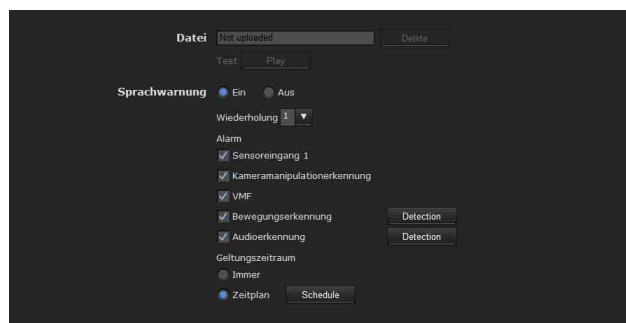 Datei Not uploaded Delete
Test Play
Sprachwarnung Ein Aus
Wiederholung 1
Alarm
Sensoreingang 1
Kameramanipulationerkennung
VMF
Bewegungserkennung Detection
Audioerkennung Detection
Geltungszeitraum
Immer
Zeitplan Schedule